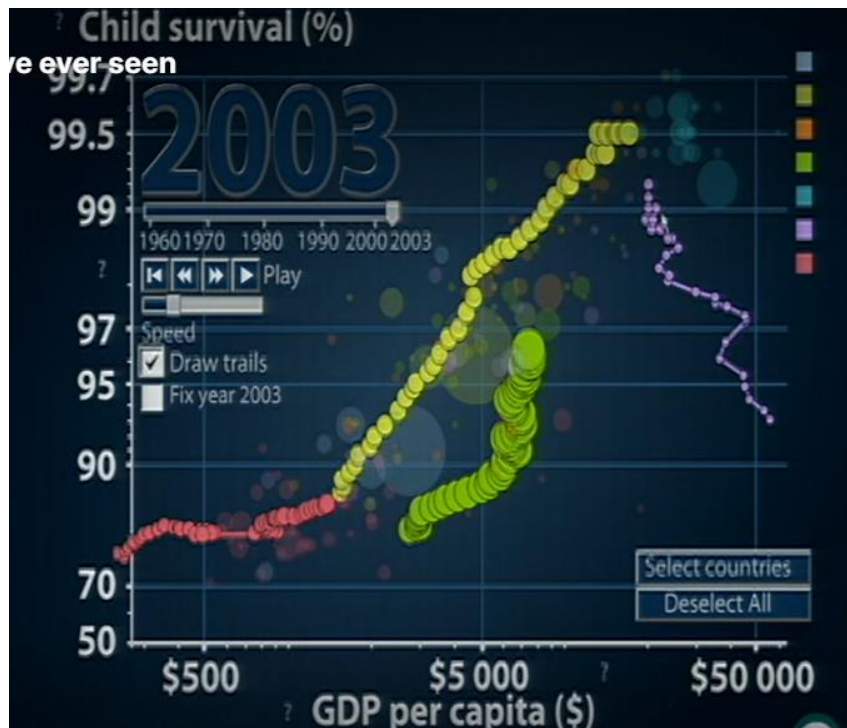 ? Child survival (%)
ve ever seen
99.7
2003
99.5
99
1960 1970 1980 1990 2000 2003
?
Play
Speed
97
Draw trails
95
Fix year 2003
90
Select countries
70
Deselect All
50
$500 $5 000 ? $50 000
? GDP per capita ($)